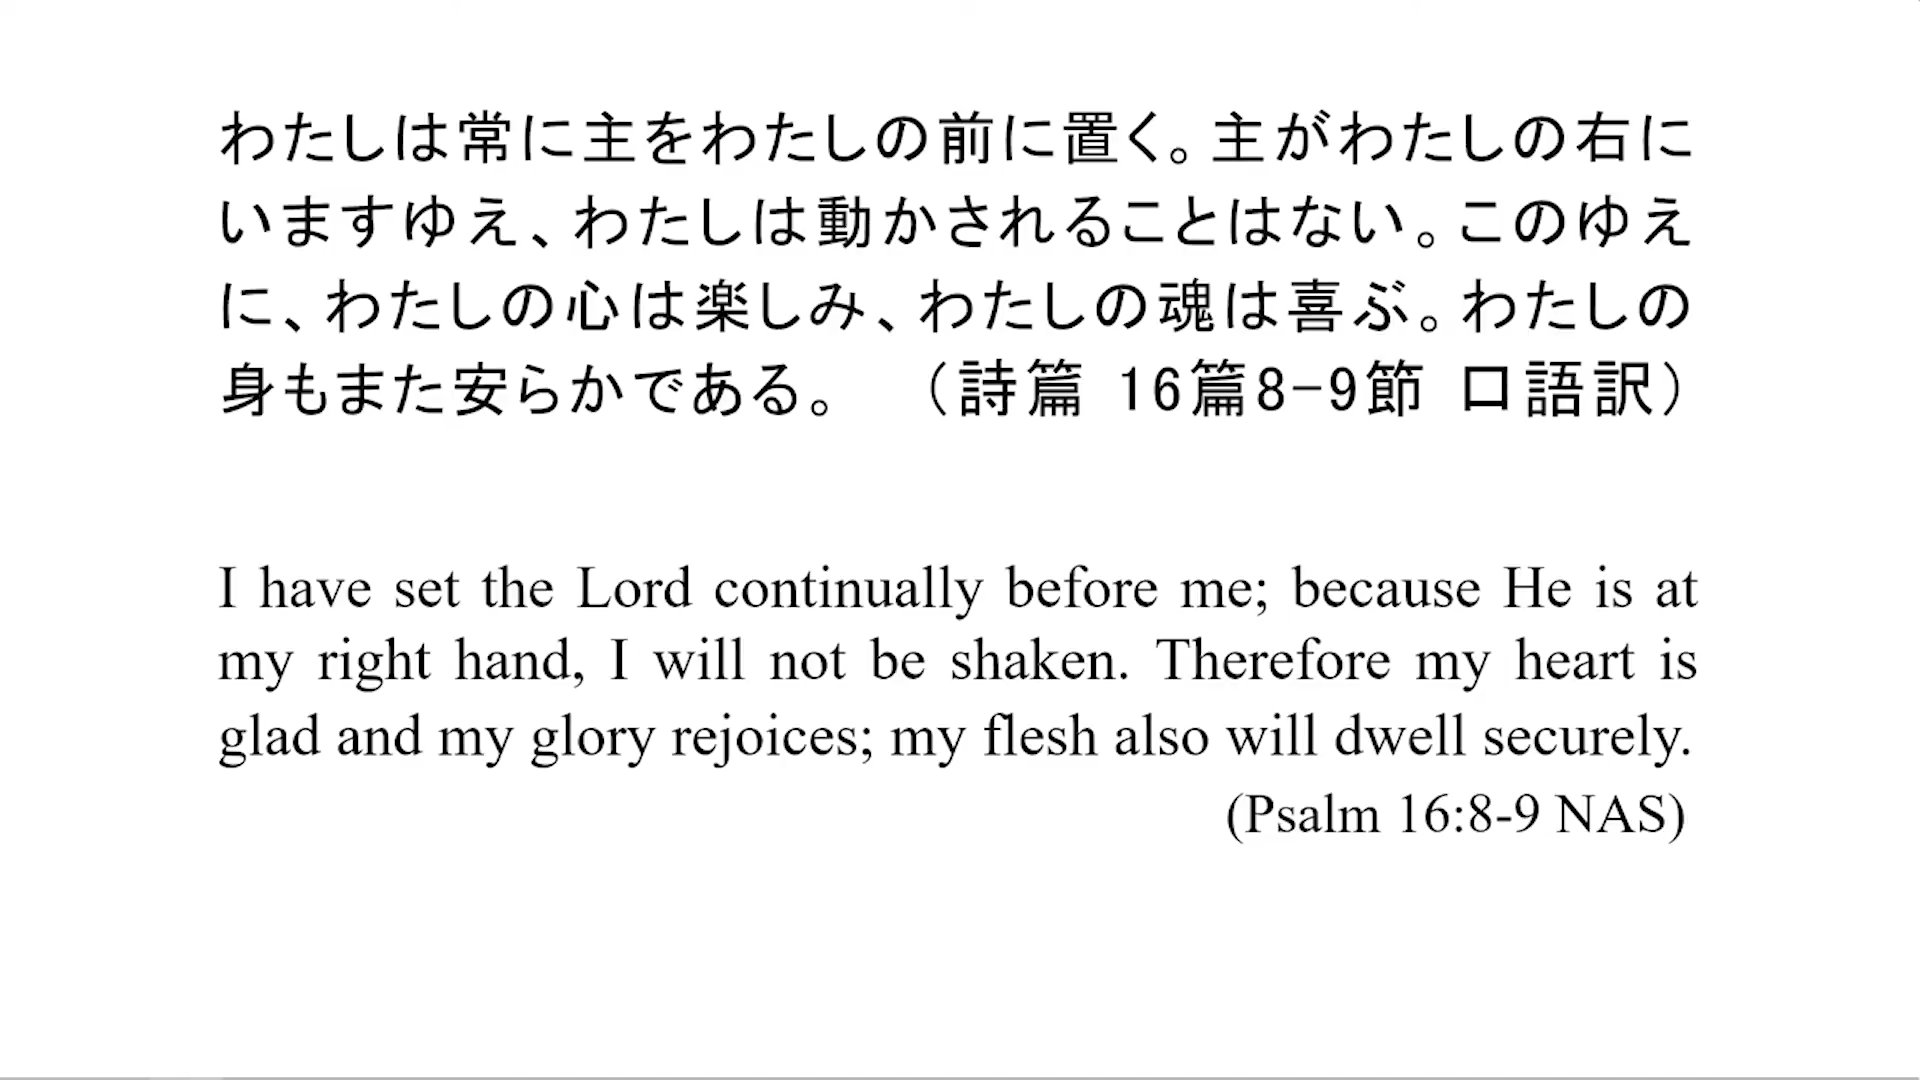 わたしは常に主をわたしの前に置く。主がわたしの右に
いますゆえ、わたしは動かされることはない。このゆえ
に、わたしの心は楽しみ、わたしの魂は喜ぶ。わたしの
身もまた安らかである。 （詩篇 16篇8-9節 口語訳）
I have set the Lord continually before me; because He is at
my right hand, I will not be shaken. Therefore my heart is
glad and my glory rejoices; my flesh also will dwell securely.
(Psalm 16:8-9 NAS)